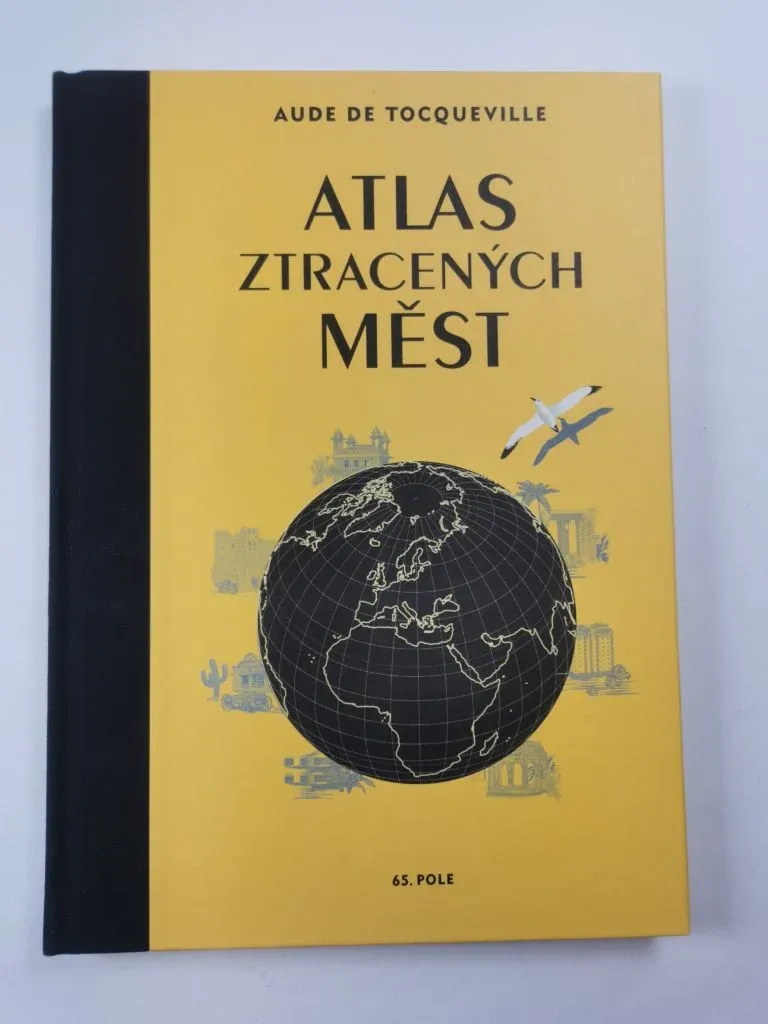 AUDE DE TOCQUEVILLE
ATLAS
ZTRACENÝCH
MĚST
65. POLE